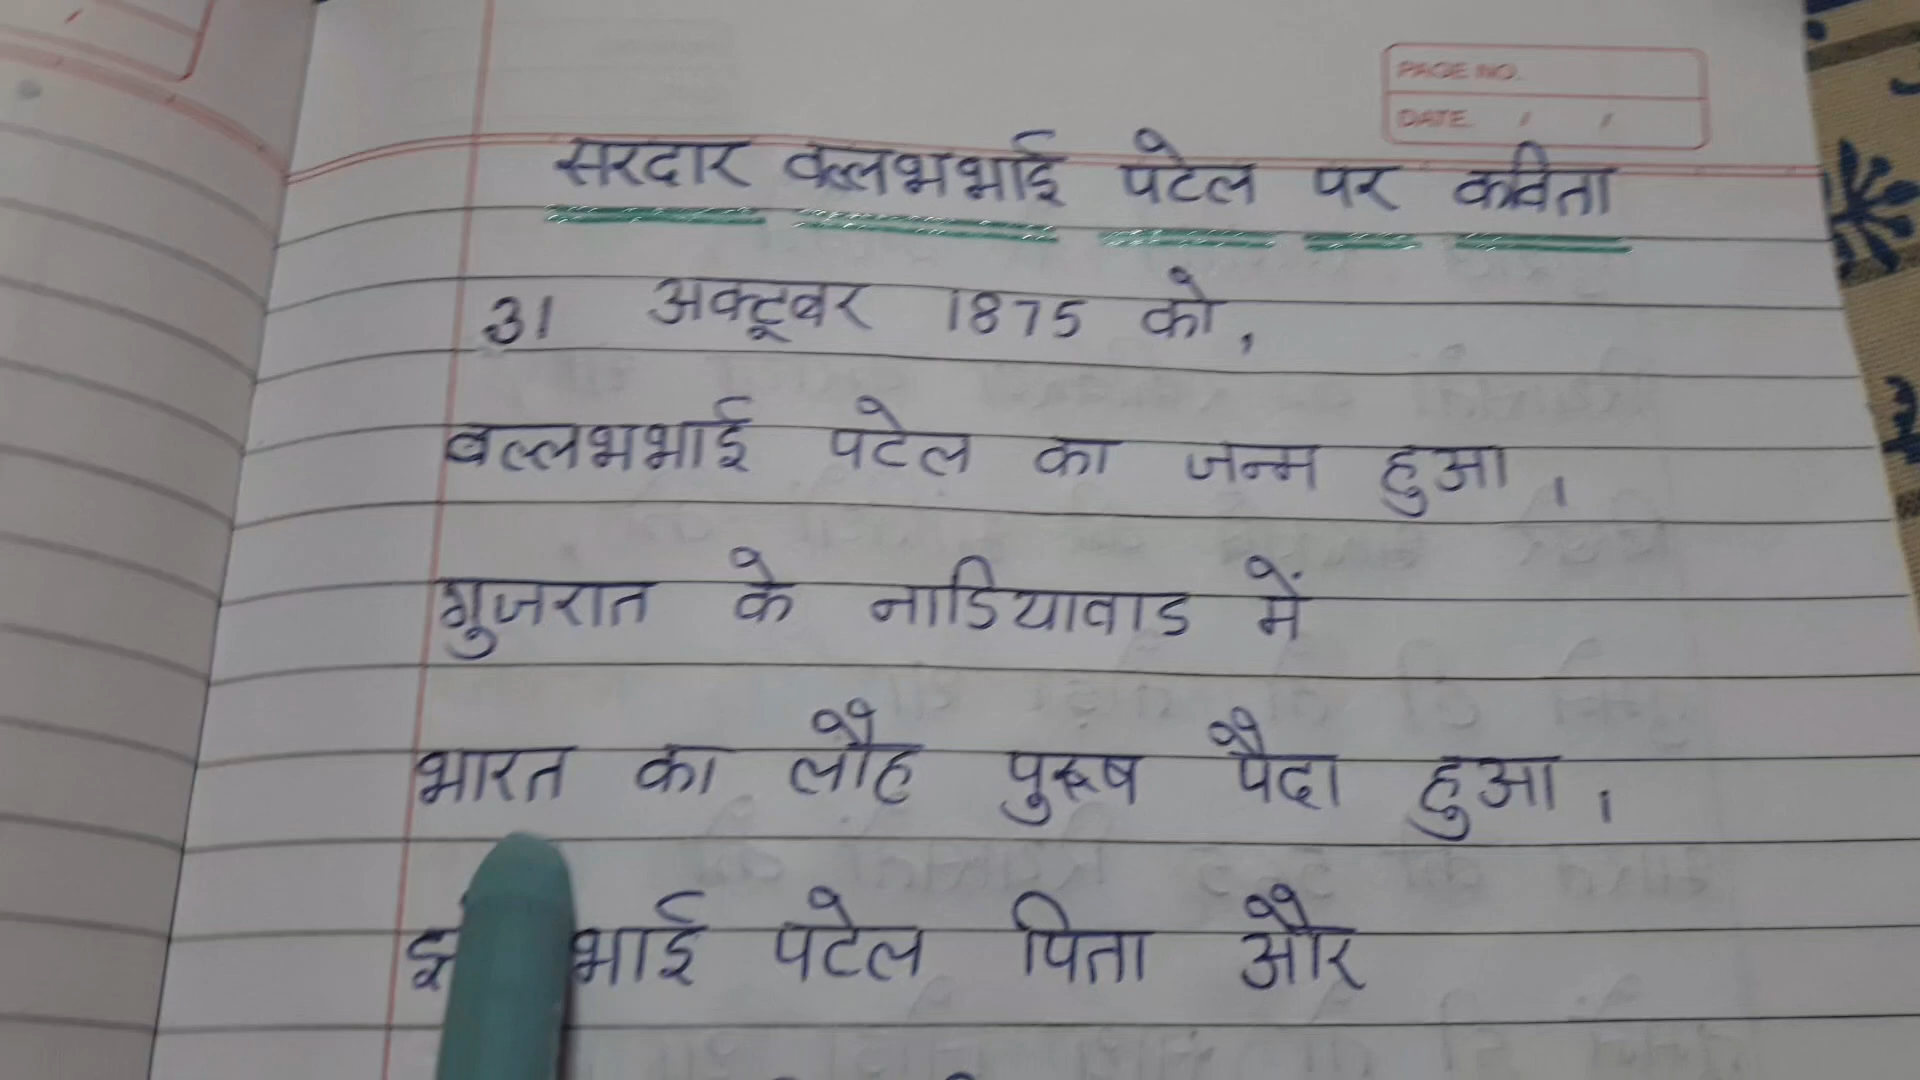 PAGE NO.
DATE / /
सरदार वल्लभभाई पटेल पर कविता
31 अक्टूबर 1875 को,
वल्लभभाई पटेल का जन्म हुआ ।
गुजरात के नाडियावाड में
भारत का लौह पुरूष पैदा हुआ ।
पटेल पिता और